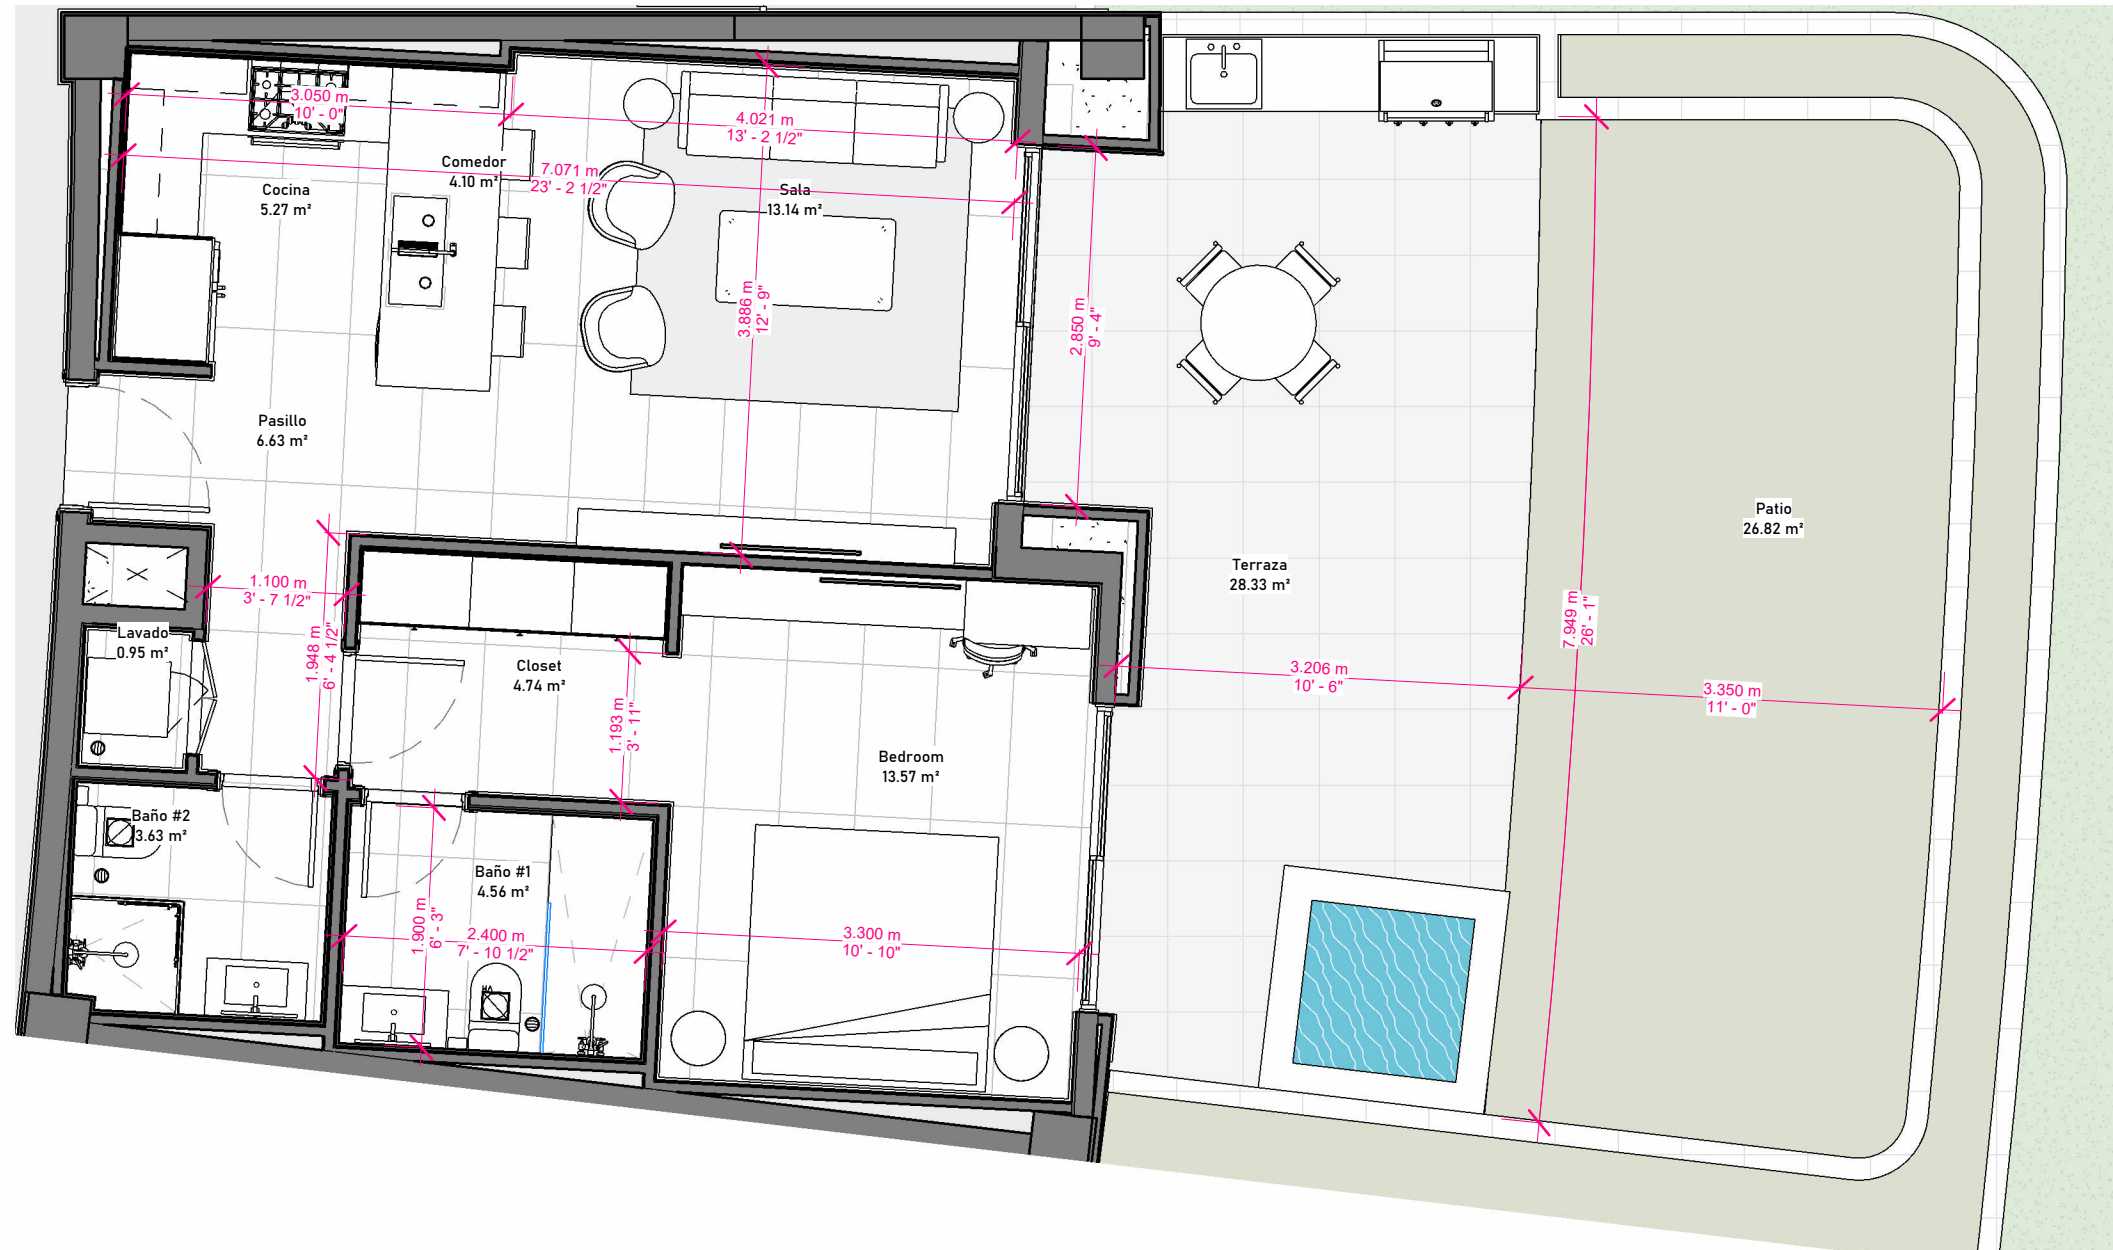 3.050 m
10' - 0"
4.021 m
13' - 2 1/2"
Comedor
4.10 m²
7.071 m
23' - 2 1/2"
Cocina
5.27 m²
Sala
13.14 m²
3.886 m
12' - 9"
2.850 m
9' - 4"
Pasillo
6.63 m²
Patio
26.82 m²
Terraza
28.33 m²
1.100 m
3' - 7 1/2"
7.949 m
26' - 1"
Lavado
0.95 m²
1.948 m
6' - 4 1/2"
Closet
4.74 m²
3.206 m
10' - 6"
3.350 m
11' - 0"
1.193 m
3' - 11"
Bedroom
13.57 m²
Baño #2
3.63 m²
Baño #1
4.56 m²
1.900 m
6' - 3"
2.400 m
7' - 10 1/2"
3.300 m
10' - 10"